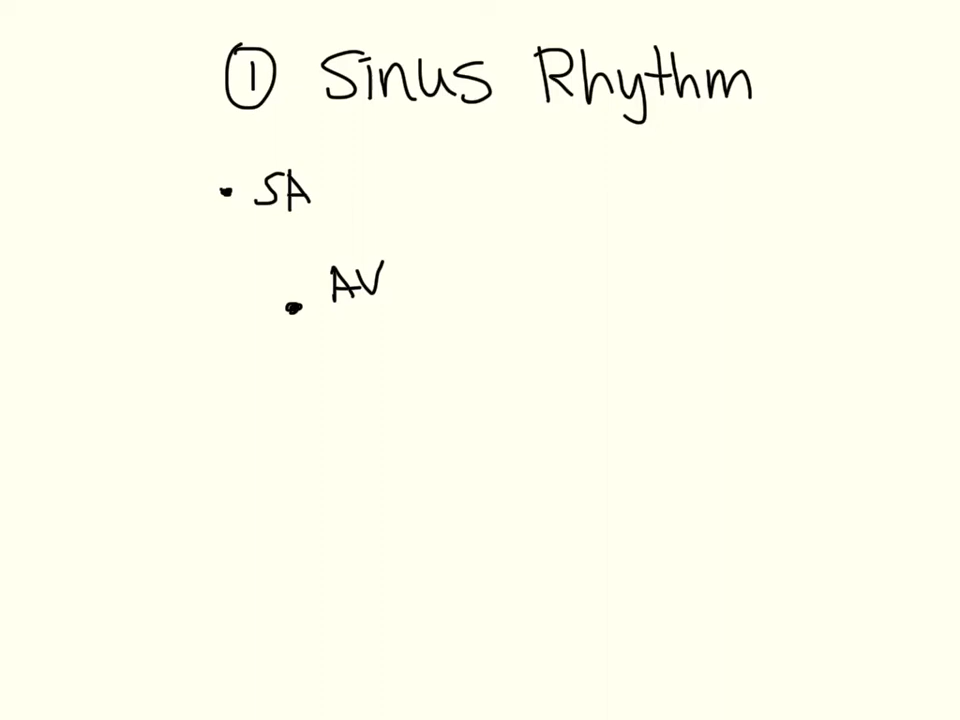 ① Sinus Rhythm
• SA
• AV